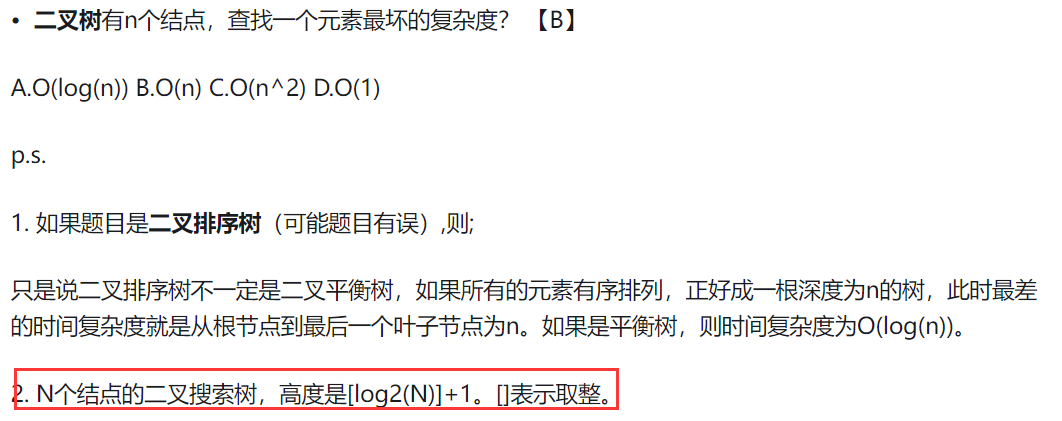 • 二叉树有n个结点，查找一个元素最坏的复杂度？ 【B】
A.O(log(n)) B.O(n) C.O(n^2) D.O(1)
p.s.
1. 如果题目是二叉排序树（可能题目有误）,则;
只是说二叉排序树不一定是二叉平衡树，如果所有的元素有序排列，正好成一根深度为n的树，此时最差
的时间复杂度就是从根节点到最后一个叶子节点为n。如果是平衡树，则时间复杂度为O(log(n))。
2. N个结点的二叉搜索树，高度是[log2(N)]+1。[]表示取整。